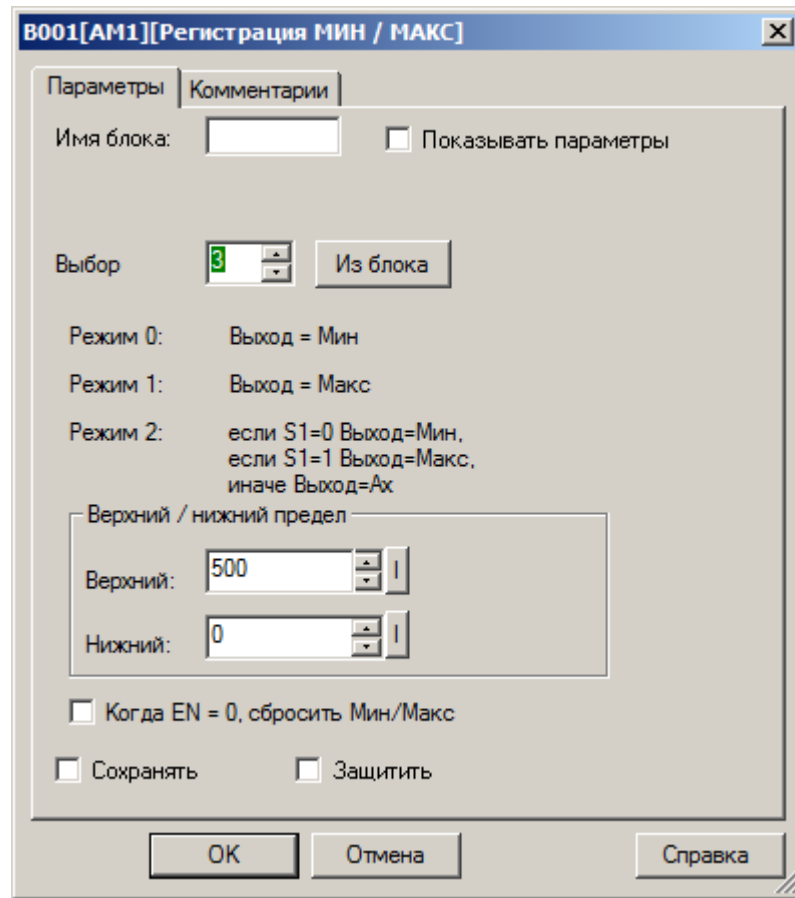 B001[AM1][Регистрация МИН / МАКС]
Параметры Комментарии
Имя блока: Показывать параметры
Выбор 3 Из блока
Режим 0: Выход = Мин
Режим 1: Выход = Макс
Режим 2: если S1=0 Выход=Мин,
если S1=1 Выход=Макс,
иначе Выход=Ax
Верхний / нижний предел
Верхний: 500 I
Нижний: 0 I
Когда EN = 0, сбросить Мин/Макс
Сохранять Защитить
OK Отмена Справка